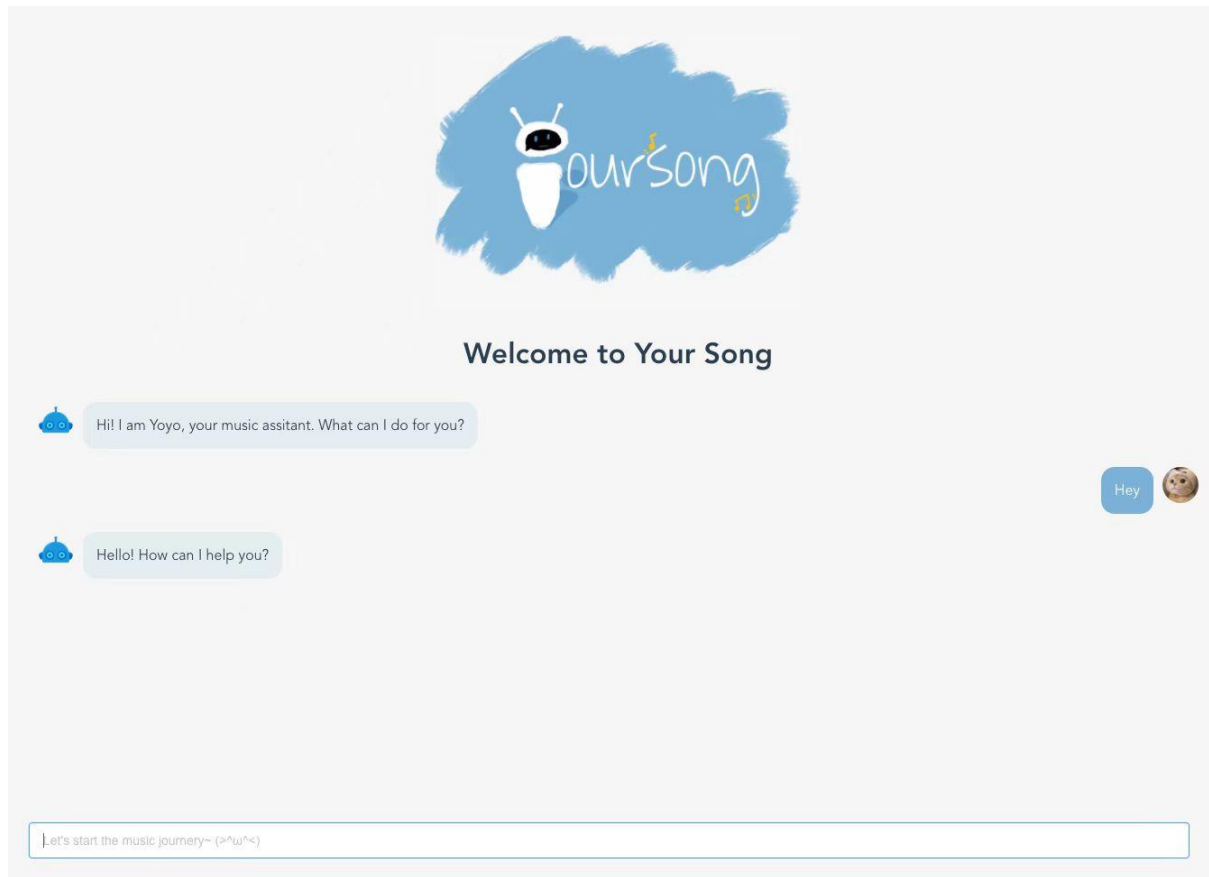 Yoursong
Welcome to Your Song
Hi! I am Yoyo, your music assitant. What can I do for you?
Hey
Hello! How can I help you?
Let's start the music journery~ (>^ω^<)